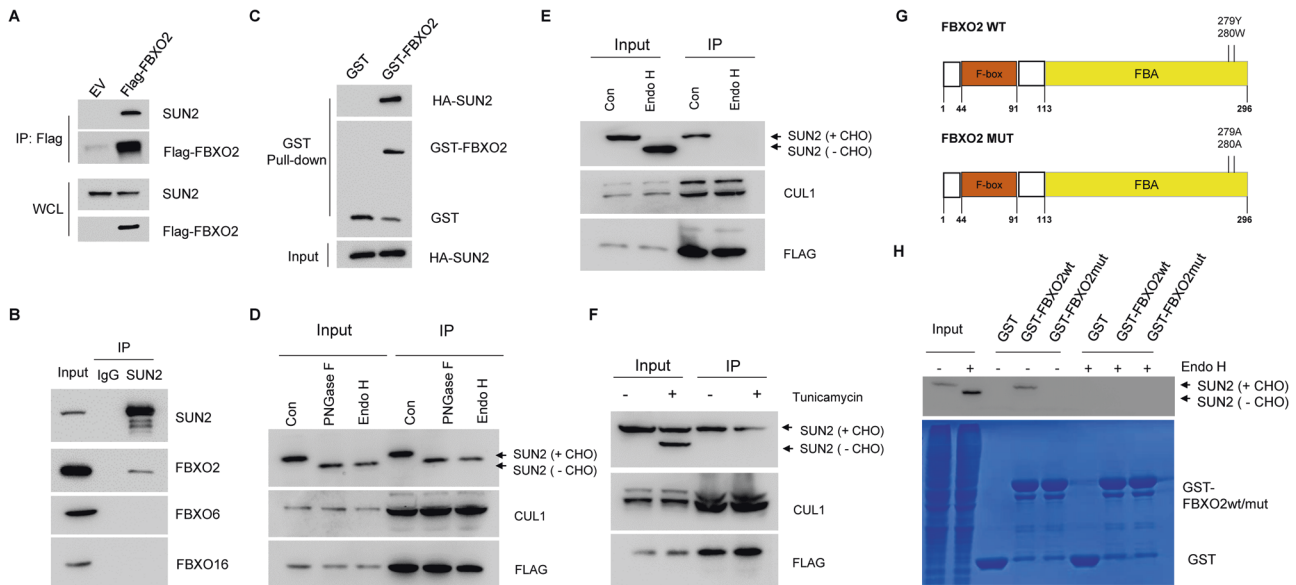 A
EV
Flag-FBXO2
IP: Flag
SUN2
Flag-FBXO2
WCL
SUN2
Flag-FBXO2
B
IP
Input IgG SUN2
SUN2
FBXO2
FBXO6
FBXO16
C
GST
GST-FBXO2
GST
Pull-down
HA-SUN2
GST-FBXO2
GST
Input
HA-SUN2
D
Input IP
Con PNGase F Endo H Con PNGase F Endo H
SUN2 (+ CHO)
SUN2 (- CHO)
CUL1
FLAG
E
Input IP
Con Endo H Con Endo H
SUN2 (+ CHO)
SUN2 ( - CHO)
CUL1
FLAG
F
Input IP
- + - + Tunicamycin
SUN2 (+ CHO)
SUN2 ( - CHO)
CUL1
FLAG
G
FBXO2 WT
279Y
280W
F-box FBA
1 44 91 113 296
FBXO2 MUT
279A
280A
F-box FBA
1 44 91 113 296
H
Input GST GST-FBXO2wt GST-FBXO2mut GST GST-FBXO2wt GST-FBXO2mut
- + - - - + + + Endo H
SUN2 (+ CHO)
SUN2 ( - CHO)
GST-
FBXO2wt/mut
GST